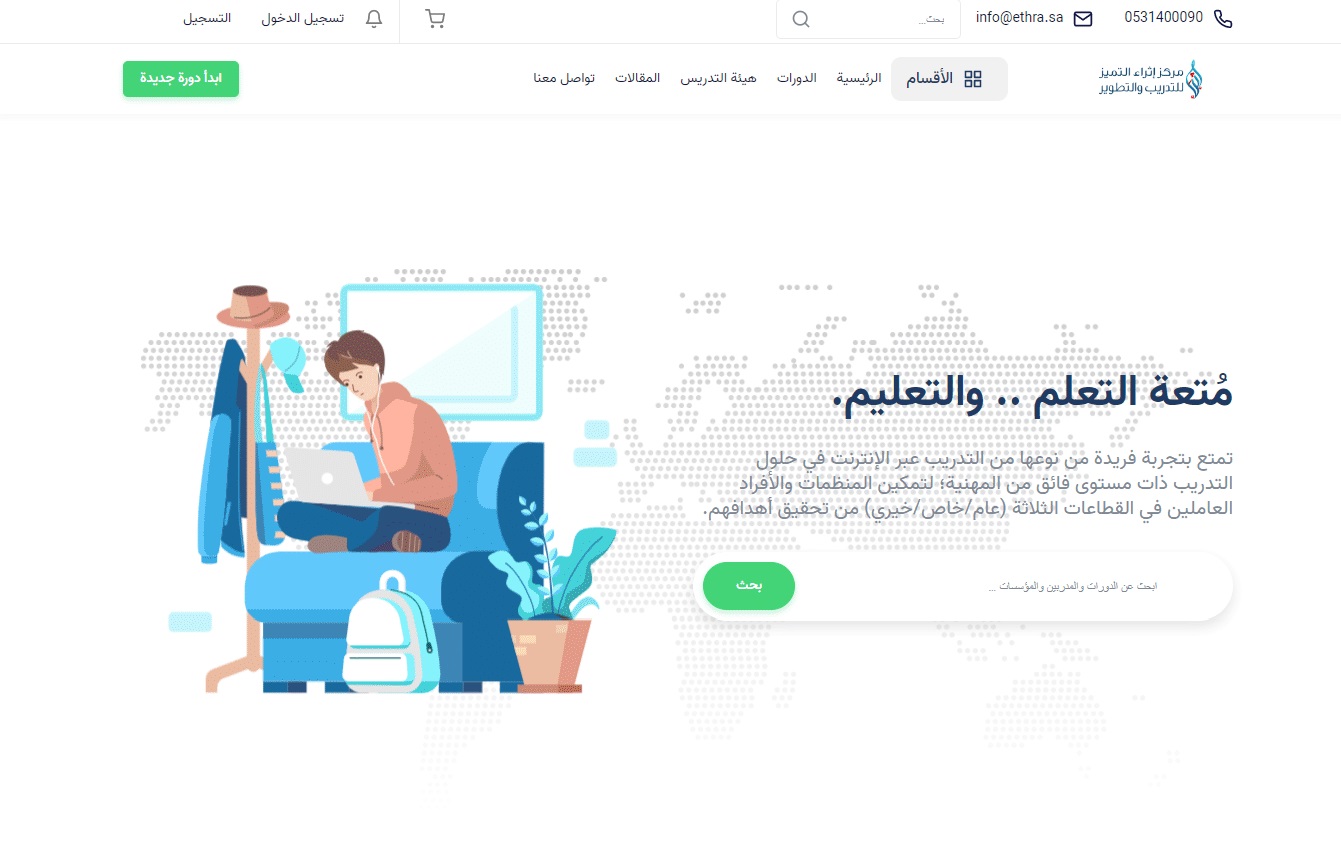 0531400090
info@ethra.sa
بحث...
تسجيل الدخول
التسجيل
مركز إثراء التميز
للتدريب والتطوير
الأقسام
الرئيسية
الدورات
هيئة التدريس
المقالات
تواصل معنا
ابدأ دورة جديدة
مُتعة التعلم .. والتعليم.
تمتع بتجربة فريدة من نوعها من التدريب عبر الإنترنت في حلول
التدريب ذات مستوى فائق من المهنية؛ لتمكين المنظمات والأفراد
العاملين في القطاعات الثلاثة (عام/خاص/خيري) من تحقيق أهدافهم.
ابحث عن الدورات والمدربين والمؤسسات ...
بحث